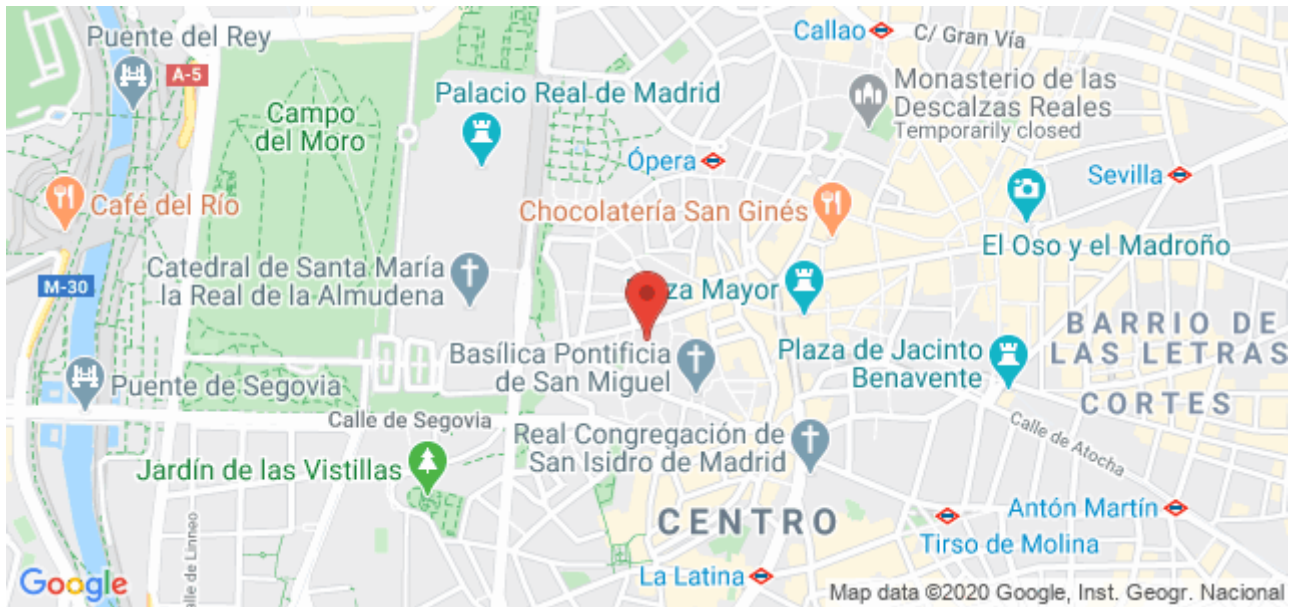 Puente del Rey
A-5
Campo
del Moro
Palacio Real de Madrid
Callao
C/ Gran Vía
Monasterio de las
Descalzas Reales
Temporarily closed
Ópera
Sevilla
Café del Río
Chocolatería San Ginés
El Oso y el Madroño
Catedral de Santa María
la Real de la Almudena
M-30
za Mayor
BARRIO DE
LAS LETRAS
CORTES
Basílica Pontificia
de San Miguel
Plaza de Jacinto
Benavente
Puente de Segovia
Calle de Segovia
Real Congregación de
San Isidro de Madrid
Calle de Atocha
Jardín de las Vistillas
CENTRO
Antón Martín
Tirso de Molina
alle de Linneo
La Latina
Google
Map data ©2020 Google, Inst. Geogr. Nacional